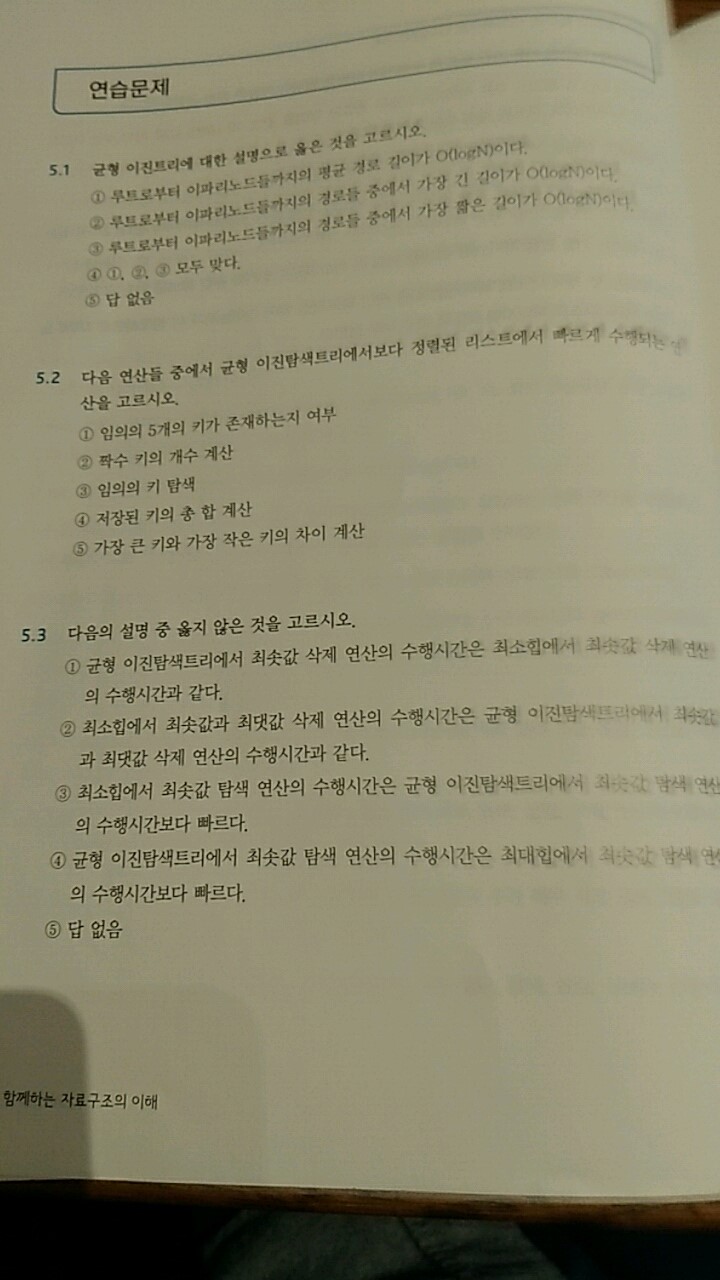 연습문제
5.1 균형 이진트리에 대한 설명으로 옳은 것을 고르시오.
① 루트로부터 이파리노드들까지의 평균 경로 길이가 O(logN)이다.
② 루트로부터 이파리노드들까지의 경로들 중에서 가장 긴 길이가 O(logN)이다.
③ 루트로부터 이파리노드들까지의 경로들 중에서 가장 짧은 길이가 O(logN)이다.
④ ①, ②, ③ 모두 맞다.
⑤ 답 없음
5.2 다음 연산들 중에서 균형 이진탐색트리에서보다 정렬된 리스트에서 빠르게 수행되는 연
산을 고르시오.
① 임의의 5개의 키가 존재하는지 여부
② 짝수 키의 개수 계산
③ 임의의 키 탐색
④ 저장된 키의 총 합 계산
⑤ 가장 큰 키와 가장 작은 키의 차이 계산
5.3 다음의 설명 중 옳지 않은 것을 고르시오.
① 균형 이진탐색트리에서 최솟값 삭제 연산의 수행시간은 최소힙에서 최솟값 삭제 연산
의 수행시간과 같다.
② 최소힙에서 최솟값과 최댓값 삭제 연산의 수행시간은 균형 이진탐색트리에서 최솟값
과 최댓값 삭제 연산의 수행시간과 같다.
③ 최소힙에서 최솟값 탐색 연산의 수행시간은 균형 이진탐색트리에서 최솟값 탐색 연산
의 수행시간보다 빠르다.
④ 균형 이진탐색트리에서 최솟값 탐색 연산의 수행시간은 최대힙에서 최솟값 탐색 연산
의 수행시간보다 빠르다.
⑤ 답 없음
함께하는 자료구조의 이해